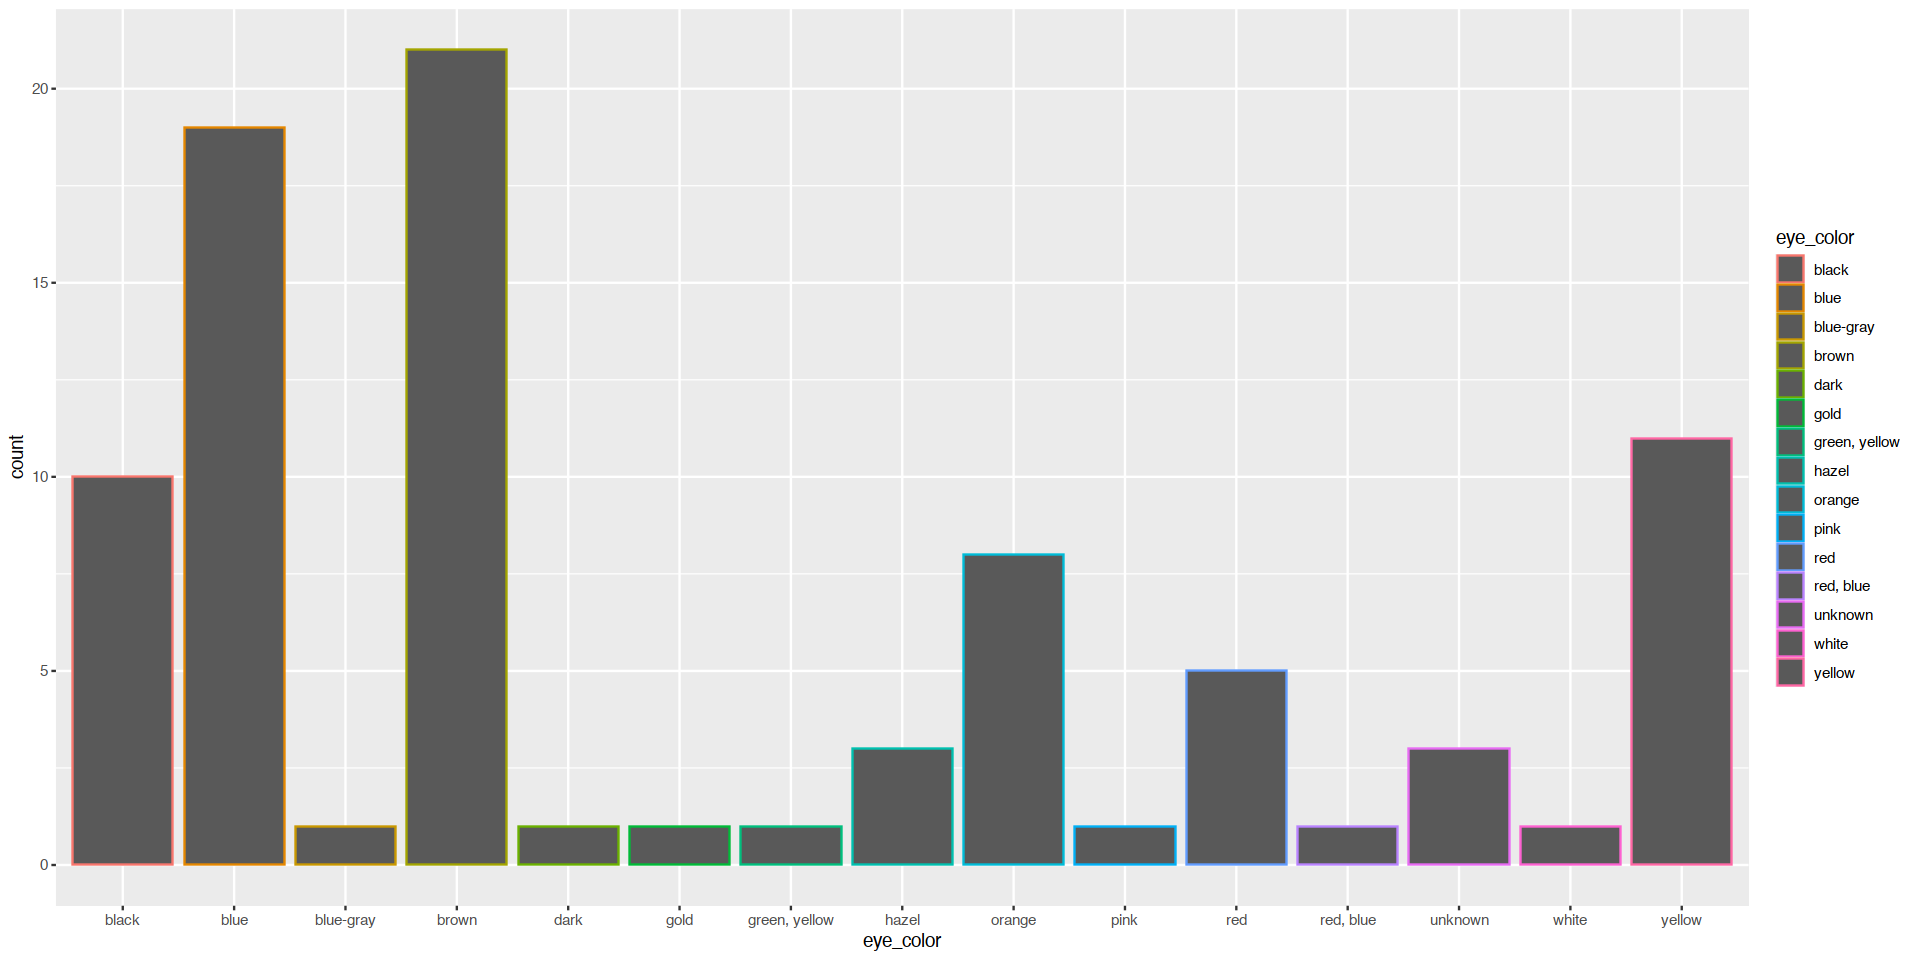 20
15
10
5
0
count
black blue blue-gray brown dark gold green, yellow hazel orange pink red red, blue unknown white yellow
eye_color
eye_color
black
blue
blue-gray
brown
dark
gold
green, yellow
hazel
orange
pink
red
red, blue
unknown
white
yellow